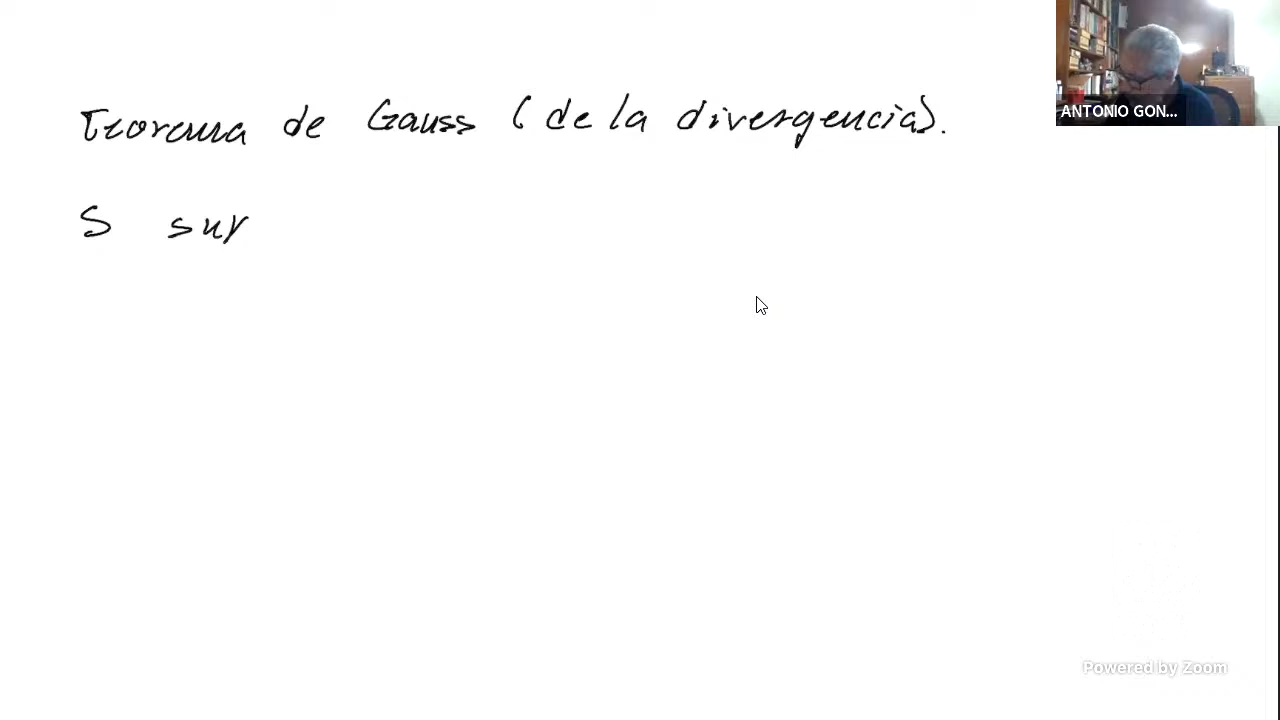 Teorema de Gauss (de la divergencia).
S sup
ANTONIO GON...
Powered by Zoom